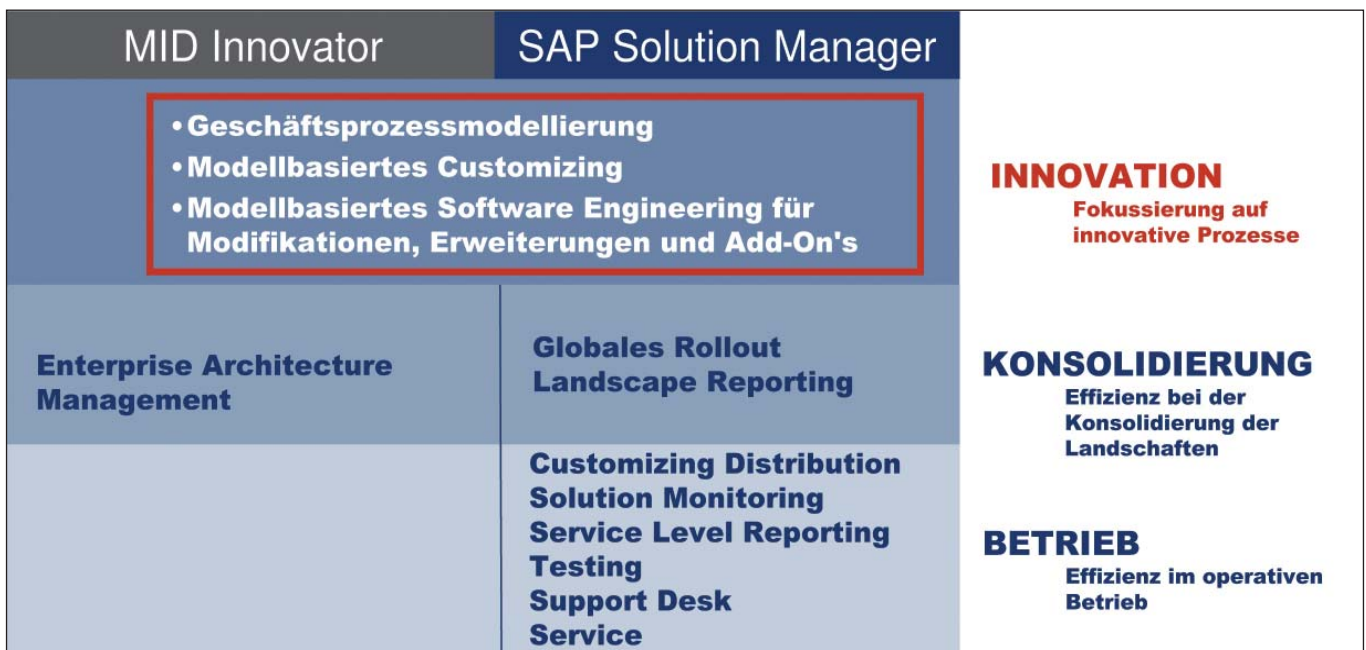 MID Innovator
SAP Solution Manager
•Geschäftsprozessmodellierung
•Modellbasiertes Customizing
•Modellbasiertes Software Engineering für
Modifikationen, Erweiterungen und Add-On's
INNOVATION
Fokussierung auf
innovative Prozesse
Enterprise Architecture
Management
Globales Rollout
Landscape Reporting
KONSOLIDIERUNG
Effizienz bei der
Konsolidierung der
Landschaften
Customizing Distribution
Solution Monitoring
Service Level Reporting
Testing
Support Desk
Service
BETRIEB
Effizienz im operativen
Betrieb